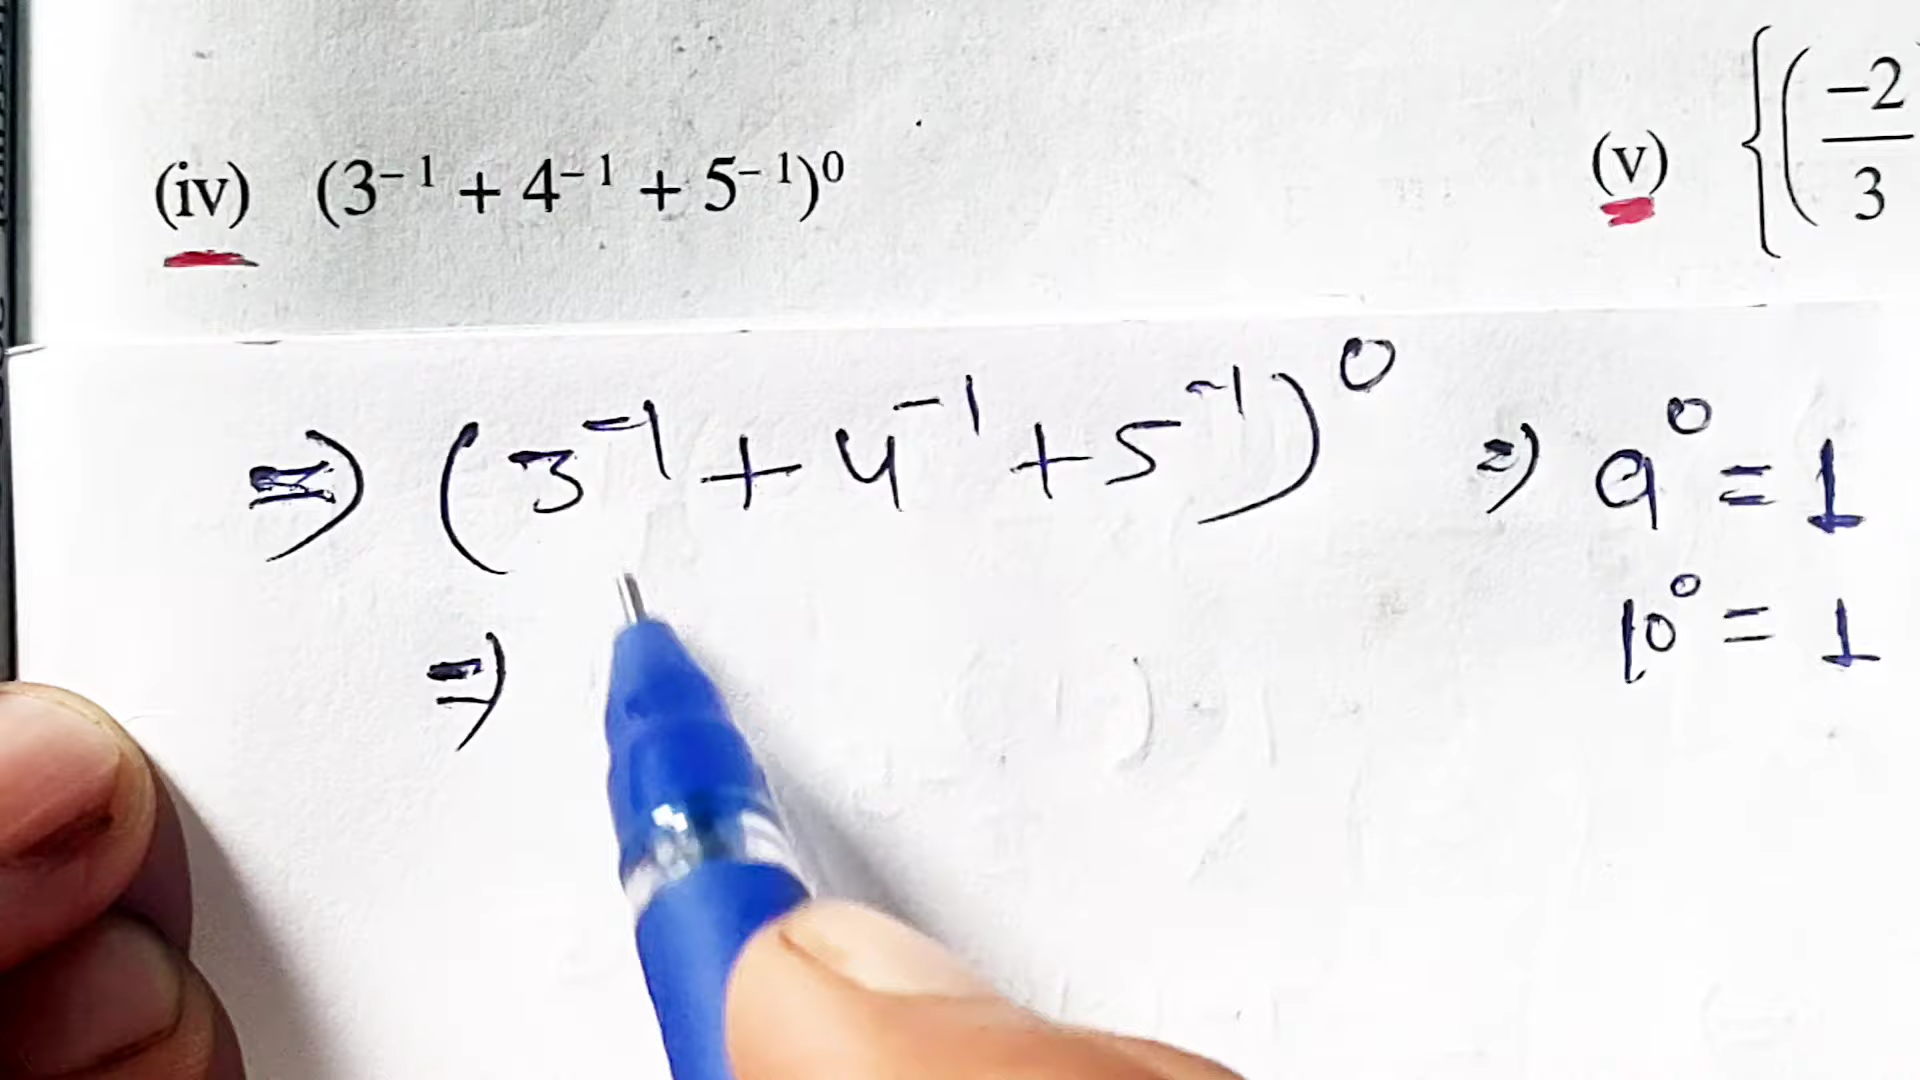 (iv) (3⁻¹ + 4⁻¹ + 5⁻¹)⁰
(v) {(-2/3
⇒ (3⁻¹ + 4⁻¹ + 5⁻¹)⁰ ⇒ a⁰ = 1
10⁰ = 1
⇒